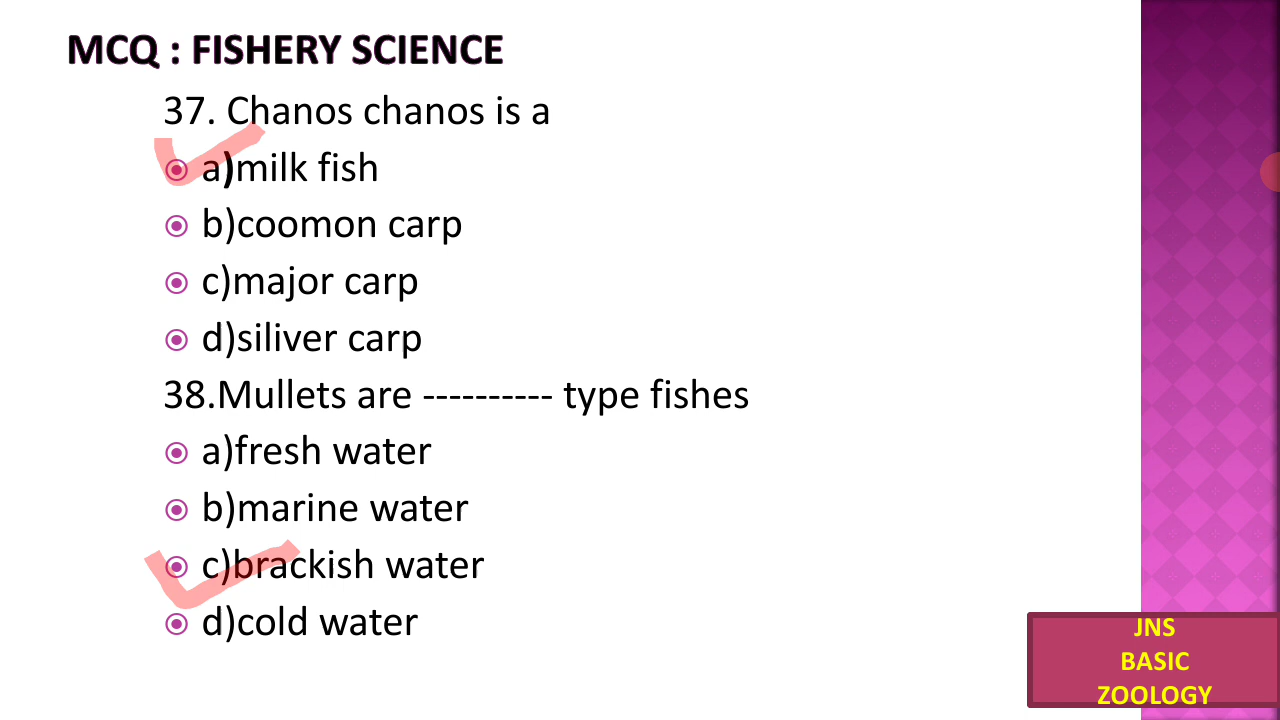 MCQ : FISHERY SCIENCE
37. Chanos chanos is a
a)milk fish
b)coomon carp
c)major carp
d)siliver carp
38.Mullets are ---------- type fishes
a)fresh water
b)marine water
c)brackish water
d)cold water
JNS
BASIC
ZOOLOGY